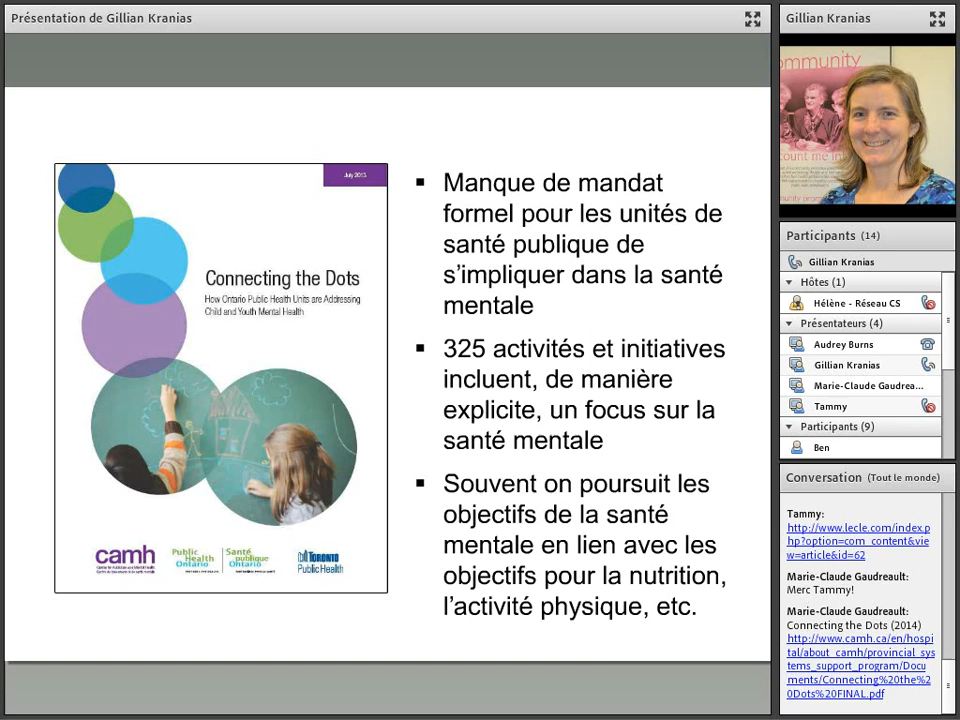 Présentation de Gillian Kranias
July 2013
Connecting the Dots
How Ontario Public Health Units are Addressing
Child and Youth Mental Health
camh
Public Health Ontario
Santé publique Ontario
TORONTO
Public Health
▪ Manque de mandat
formel pour les unités de
santé publique de
s’impliquer dans la santé
mentale
▪ 325 activités et initiatives
incluent, de manière
explicite, un focus sur la
santé mentale
▪ Souvent on poursuit les
objectifs de la santé
mentale en lien avec les
objectifs pour la nutrition,
l’activité physique, etc.
Gillian Kranias
ommunity
ount me in
Participants (14)
Gillian Kranias
Hôtes (1)
Hélène - Réseau CS
Présentateurs (4)
Audrey Burns
Gillian Kranias
Marie-Claude Gaudrea...
Tammy
Participants (9)
Ben
Conversation (Tout le monde)
Tammy:
http://www.lecle.com/index.p
hp?option=com_content&vie
w=article&id=62
Marie-Claude Gaudreault:
Merc Tammy!
Marie-Claude Gaudreault:
Connecting the Dots (2014)
http://www.camh.ca/en/hospi
tal/about_camh/provincial_sys
tems_support_program/Docu
ments/Connecting%20the%2
0Dots%20FINAL.pdf